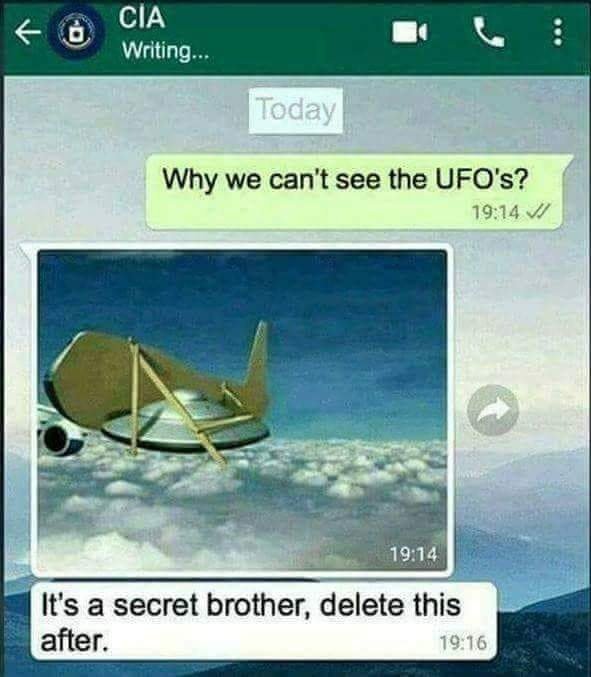 CIA
Writing...
Today
Why we can't see the UFO's?
19:14
19:14
It's a secret brother, delete this
after.
19:16